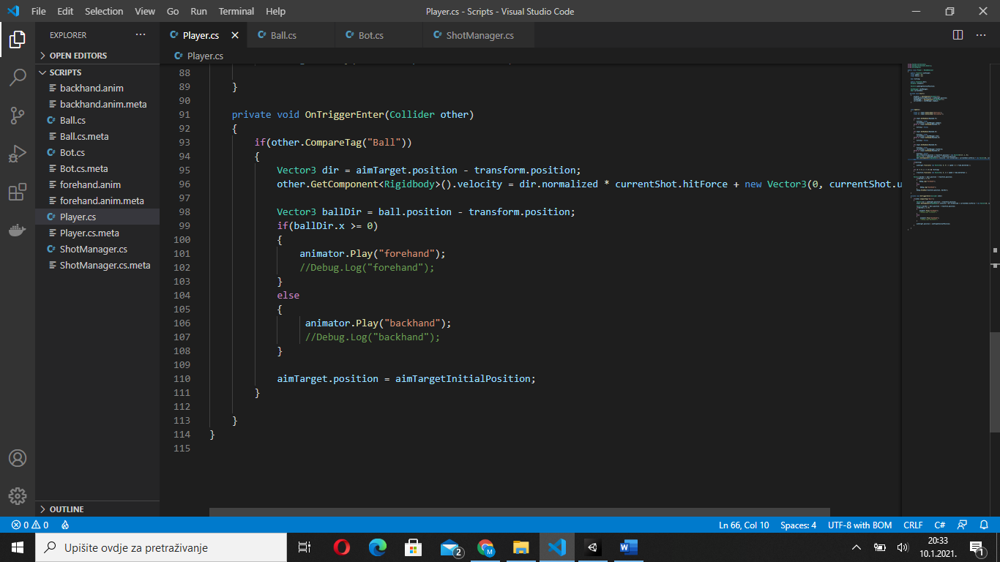 File Edit Selection View Go Run Terminal Help
Player.cs - Scripts - Visual Studio Code
EXPLORER
OPEN EDITORS
SCRIPTS
backhand.anim
backhand.anim.meta
Ball.cs
Ball.cs.meta
Bot.cs
Bot.cs.meta
forehand.anim
forehand.anim.meta
Player.cs
Player.cs.meta
ShotManager.cs
ShotManager.cs.meta
OUTLINE
Player.cs Ball.cs Bot.cs ShotManager.cs
Player.cs
88
89 }
90
91 private void OnTriggerEnter(Collider other)
92 {
93 if(other.CompareTag("Ball"))
94 {
95 Vector3 dir = aimTarget.position - transform.position;
96 other.GetComponent<Rigidbody>().velocity = dir.normalized * currentShot.hitForce + new Vector3(0, currentShot.u
97
98 Vector3 ballDir = ball.position - transform.position;
99 if(ballDir.x >= 0)
100 {
101 animator.Play("forehand");
102 //Debug.Log("forehand");
103 }
104 else
105 {
106 animator.Play("backhand");
107 //Debug.Log("backhand");
108 }
109
110 aimTarget.position = aimTargetInitialPosition;
111 }
112
113 }
114 }
115
0 0 Ln 66, Col 10 Spaces: 4 UTF-8 with BOM CRLF C#
Upišite ovdje za pretraživanje
2
M
20:33
10.1.2021.
1